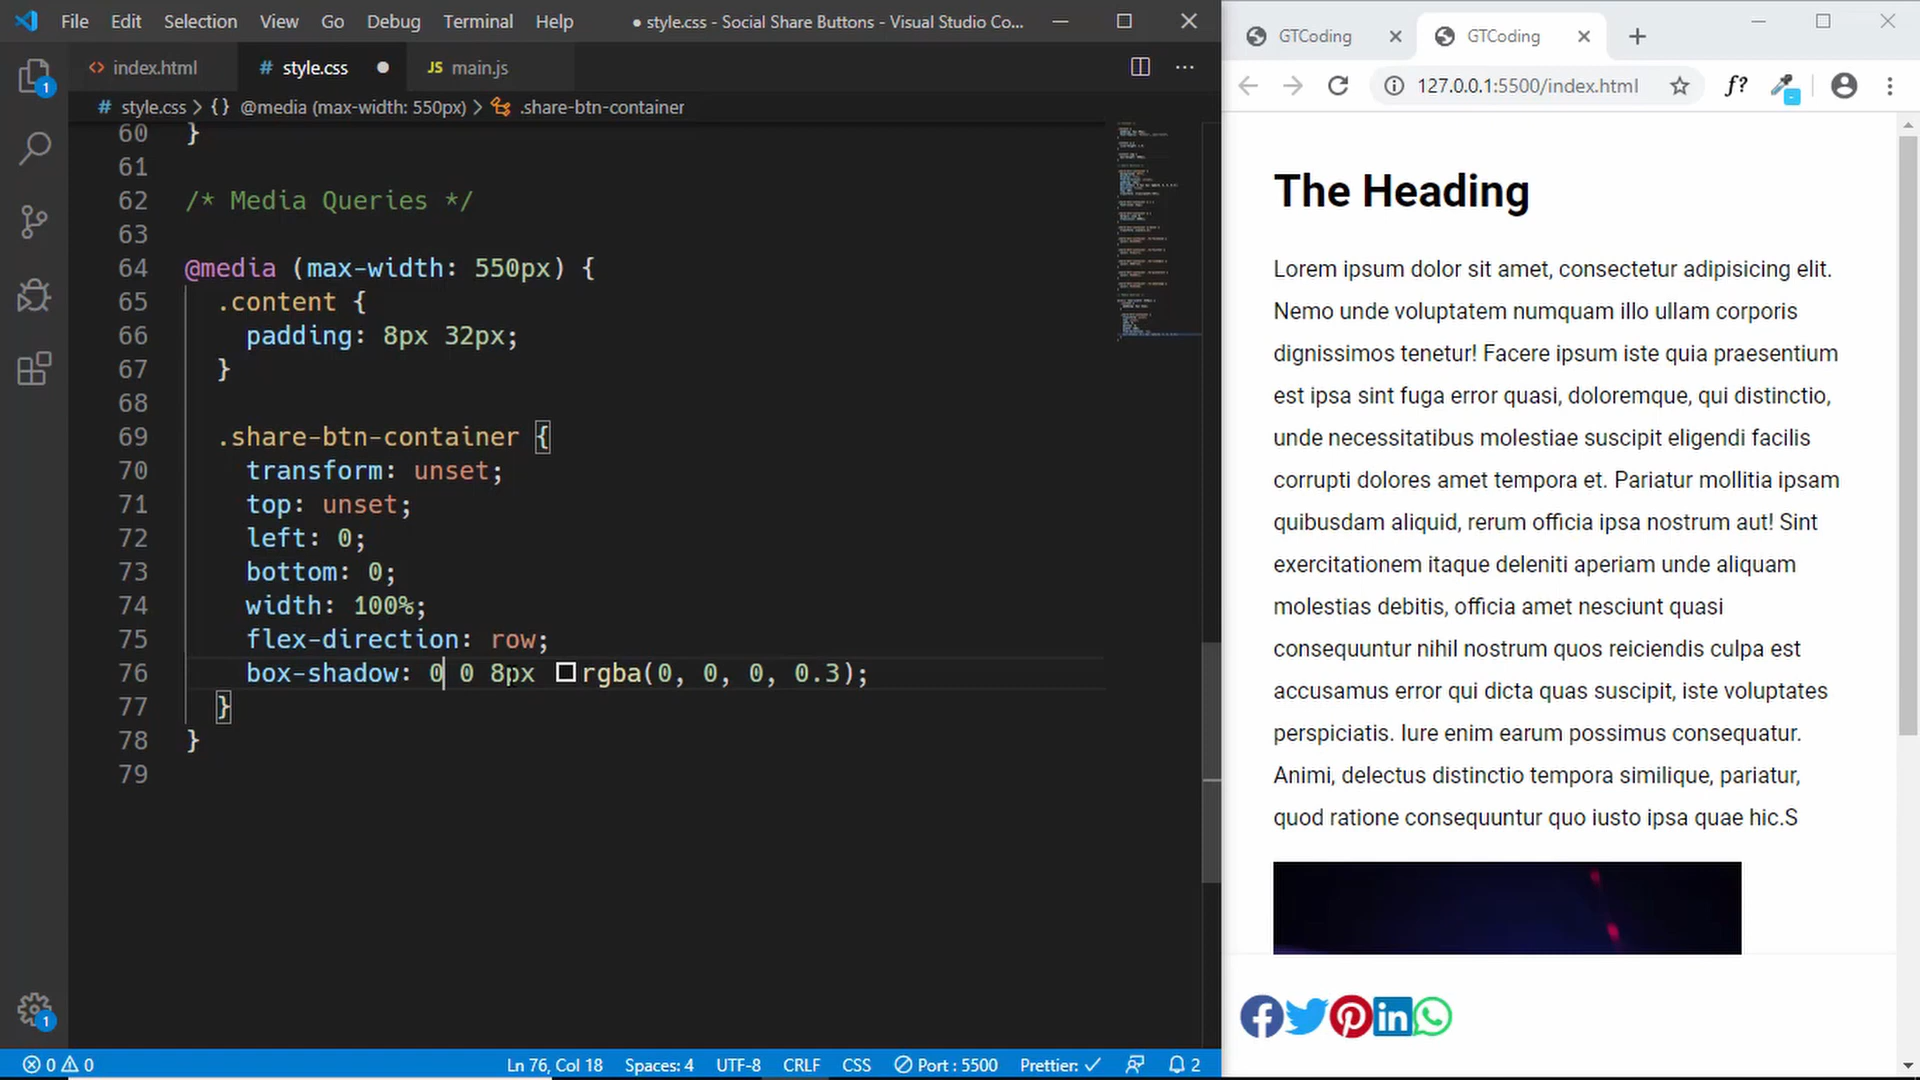 File Edit Selection View Go Debug Terminal Help
● style.css - Social Share Buttons - Visual Studio Co...
<> index.html
# style.css ●
JS main.js
# style.css > {} @media (max-width: 550px) > .share-btn-container
60 }
61
62 /* Media Queries */
63
64 @media (max-width: 550px) {
65 .content {
66 padding: 8px 32px;
67 }
68
69 .share-btn-container {
70 transform: unset;
71 top: unset;
72 left: 0;
73 bottom: 0;
74 width: 100%;
75 flex-direction: row;
76 box-shadow: 0 0 8px rgba(0, 0, 0, 0.3);
77 }
78 }
79
1
1
0 0
Ln 76, Col 18 Spaces: 4 UTF-8 CRLF CSS Port : 5500 Prettier: ✓ 2
GTCoding
GTCoding
127.0.0.1:5500/index.html
f?
The Heading
Lorem ipsum dolor sit amet, consectetur adipisicing elit.
Nemo unde voluptatem numquam illo ullam corporis
dignissimos tenetur! Facere ipsum iste quia praesentium
est ipsa sint fuga error quasi, doloremque, qui distinctio,
unde necessitatibus molestiae suscipit eligendi facilis
corrupti dolores amet tempora et. Pariatur mollitia ipsam
quibusdam aliquid, rerum officia ipsa nostrum aut! Sint
exercitationem itaque deleniti aperiam unde aliquam
molestias debitis, officia amet nesciunt quasi
consequuntur nihil nostrum quos reiciendis culpa est
accusamus error qui dicta quas suscipit, iste voluptates
perspiciatis. Iure enim earum possimus consequatur.
Animi, delectus distinctio tempora similique, pariatur,
quod ratione consequuntur quo iusto ipsa quae hic.S